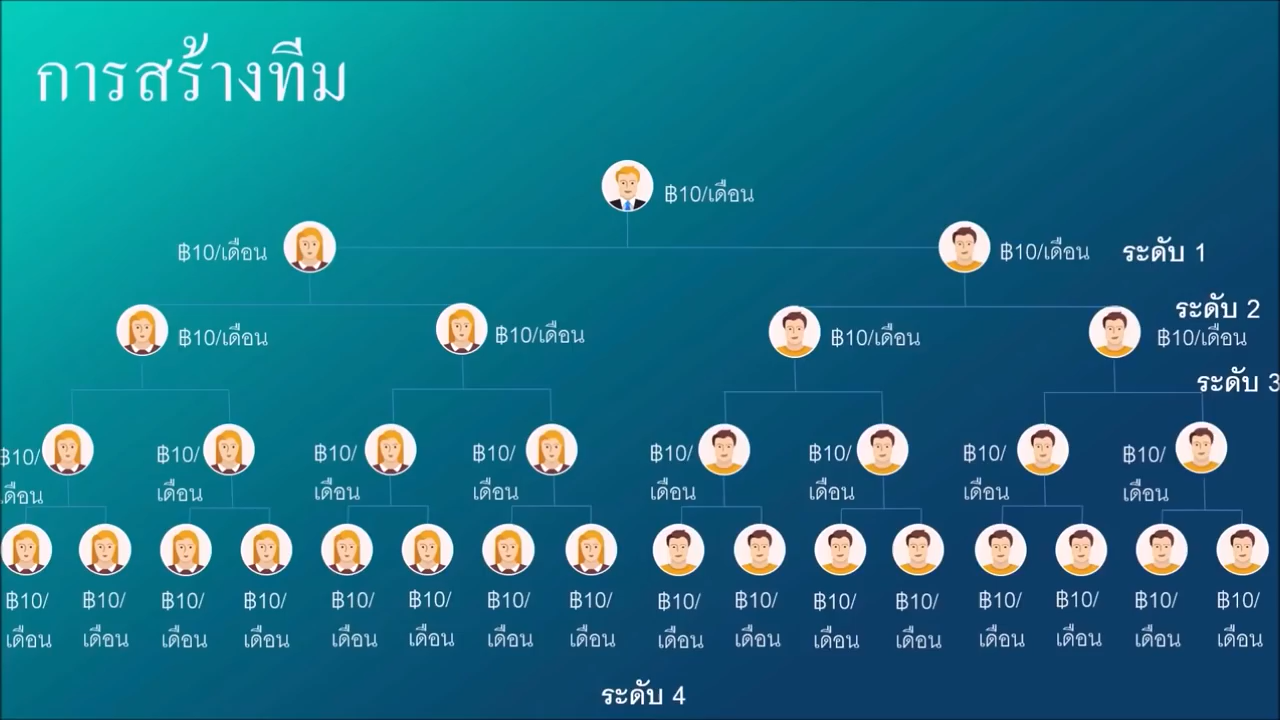 การสร้างทีม
฿10/เดือน
฿10/เดือน
฿10/เดือน ระดับ 1
ระดับ 2
฿10/เดือน
฿10/เดือน
฿10/เดือน
฿10/เดือน
ระดับ 3
฿10/ ฿10/ ฿10/ ฿10/ ฿10/ ฿10/ ฿10/ ฿10/
เดือน เดือน เดือน เดือน เดือน เดือน เดือน เดือน
฿10/ ฿10/ ฿10/ ฿10/ ฿10/ ฿10/ ฿10/ ฿10/ ฿10/ ฿10/ ฿10/ ฿10/ ฿10/ ฿10/ ฿10/ ฿10/
เดือน เดือน เดือน เดือน เดือน เดือน เดือน เดือน เดือน เดือน เดือน เดือน เดือน เดือน เดือน เดือน
ระดับ 4